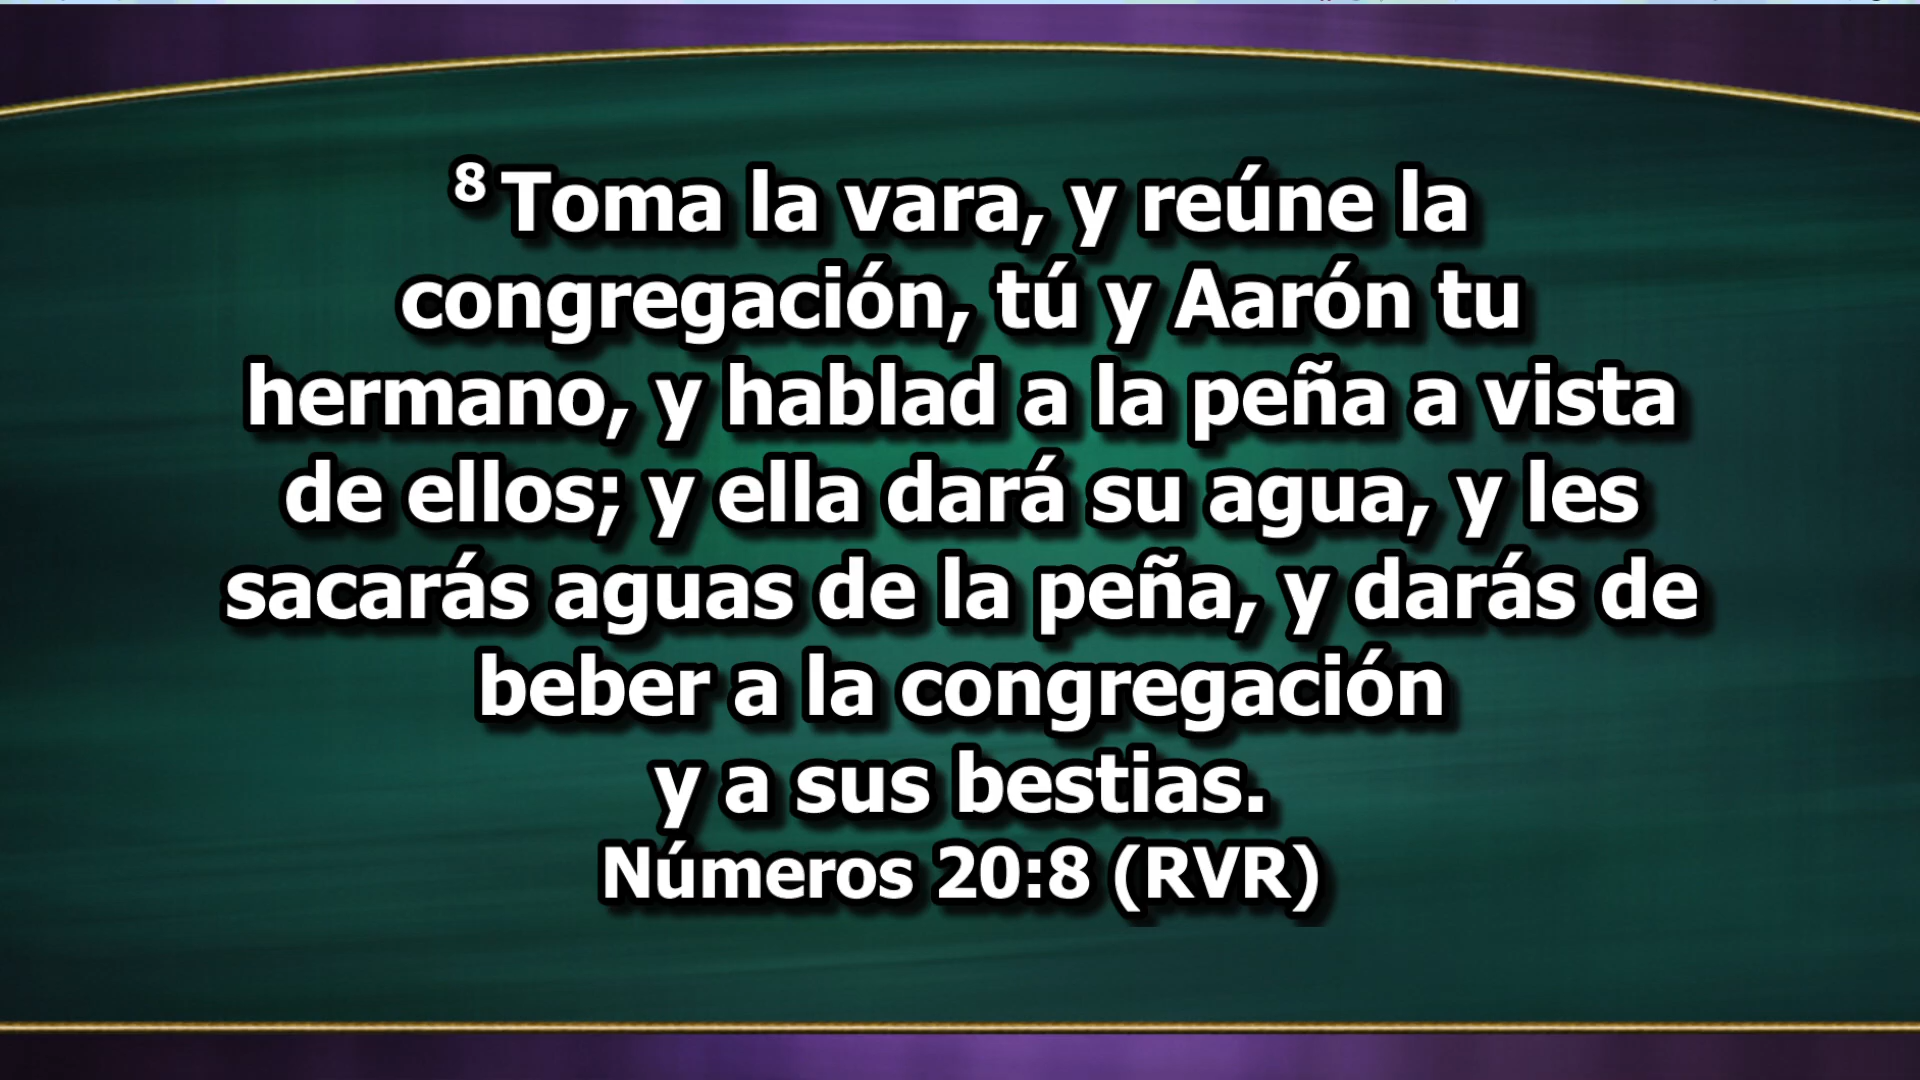 8 Toma la vara, y reúne la
congregación, tú y Aarón tu
hermano, y hablad a la peña a vista
de ellos; y ella dará su agua, y les
sacarás aguas de la peña, y darás de
beber a la congregación
y a sus bestias.
Números 20:8 (RVR)